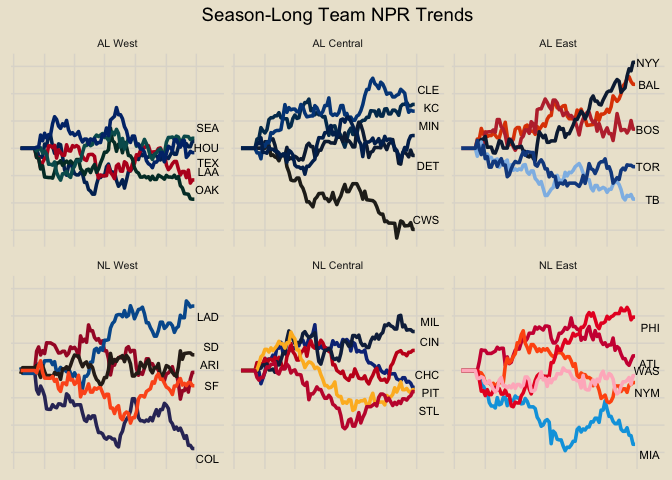 Season-Long Team NPR Trends
AL West
AL Central
AL East
SEA
HOU
TEX
LAA
OAK
CLE
KC
MIN
DET
CWS
NYY
BAL
BOS
TOR
TB
NL West
NL Central
NL East
LAD
SD
ARI
SF
COL
MIL
CIN
CHC
PIT
STL
PHI
ATL
WAS
NYM
MIA